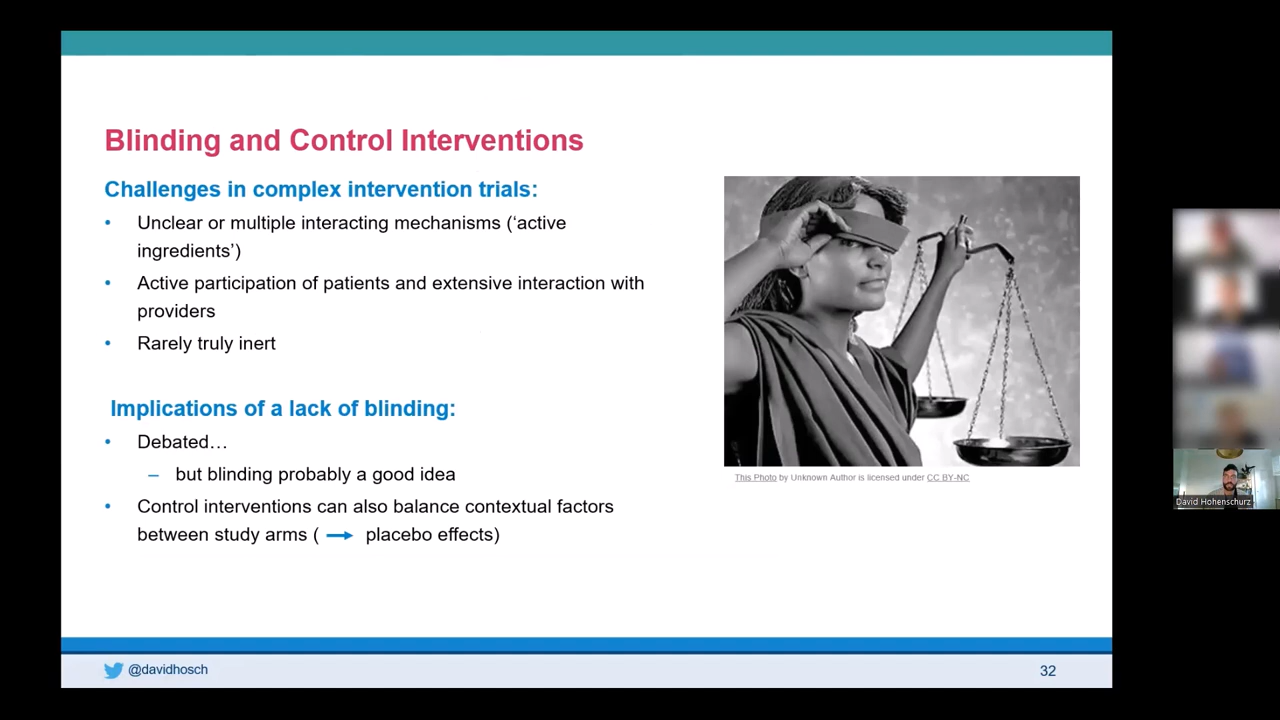 Blinding and Control Interventions
Challenges in complex intervention trials:
• Unclear or multiple interacting mechanisms (‘active
ingredients’)
• Active participation of patients and extensive interaction with
providers
• Rarely truly inert
Implications of a lack of blinding:
• Debated…
– but blinding probably a good idea
• Control interventions can also balance contextual factors
between study arms ( → placebo effects)
This Photo by Unknown Author is licensed under CC BY-NC
David Hohenschurz
@davidhosch
32